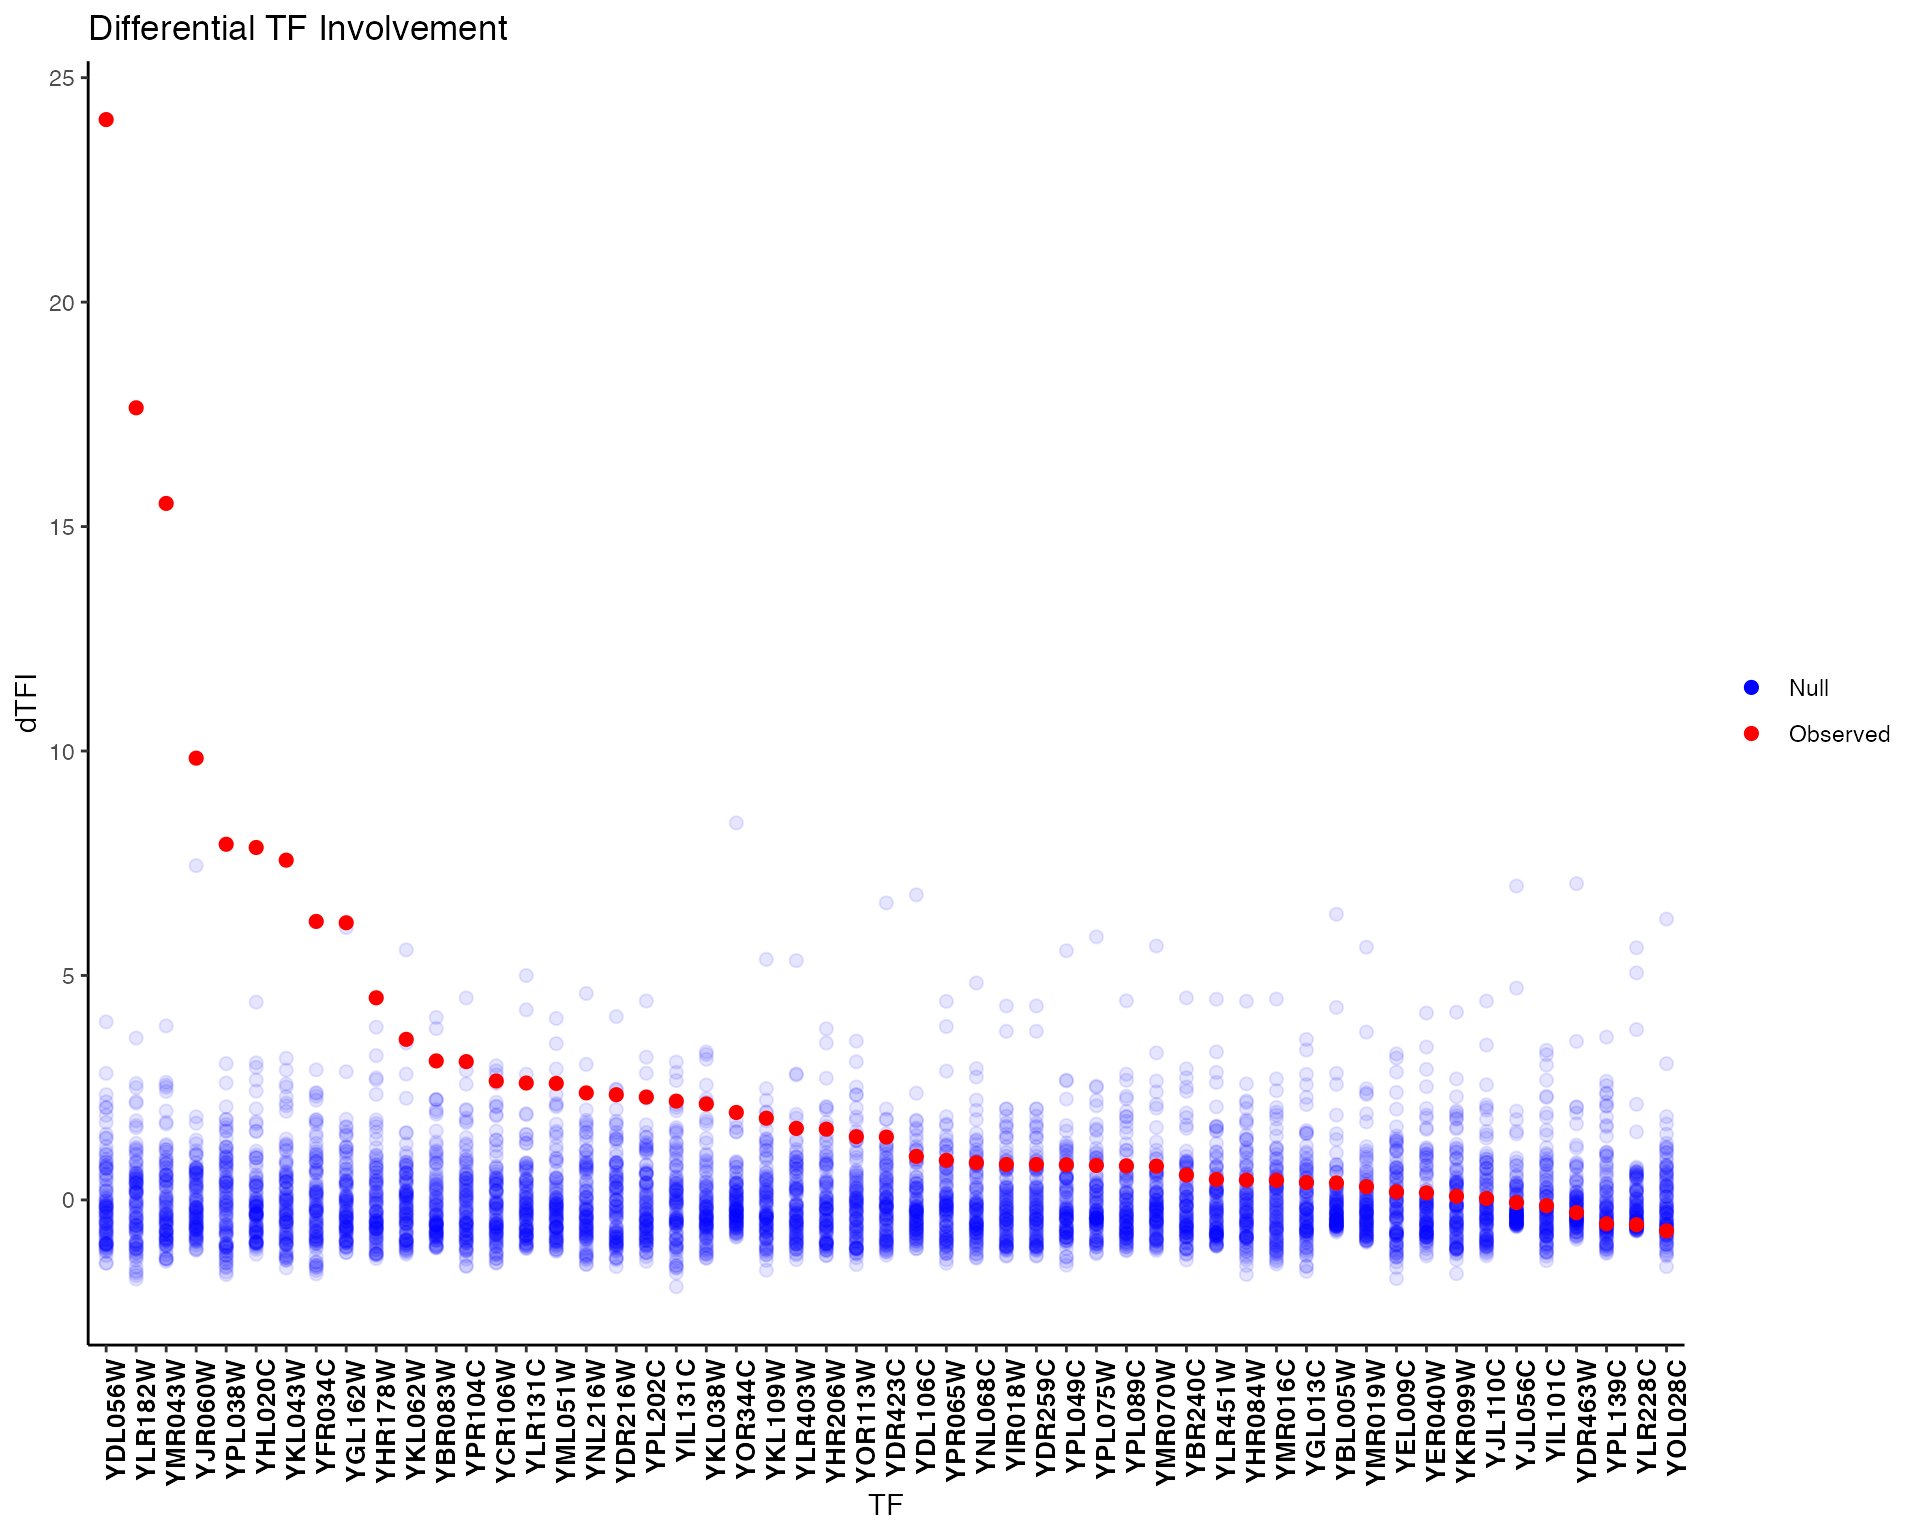 Differential TF Involvement
25
20
15
10
5
0
dTFI
Null
Observed
YDL056W
YLR182W
YMR043W
YJR060W
YPL038W
YHL020C
YKL043W
YFR034C
YGL162W
YHR178W
YKL062W
YBR083W
YPR104C
YCR106W
YLR131C
YML051W
YNL216W
YDR216W
YPL202C
YIL131C
YKL038W
YOR344C
YKL109W
YLR403W
YHR206W
YOR113W
YDR423C
YDL106C
YPR065W
YNL068C
YIR018W
YDR259C
YPL049C
YPL075W
YPL089C
YMR070W
YBR240C
YLR451W
YHR084W
YMR016C
YGL013C
YBL005W
YMR019W
YEL009C
YER040W
YKR099W
YJL110C
YJL056C
YIL101C
YDR463W
YPL139C
YLR228C
YOL028C
TF